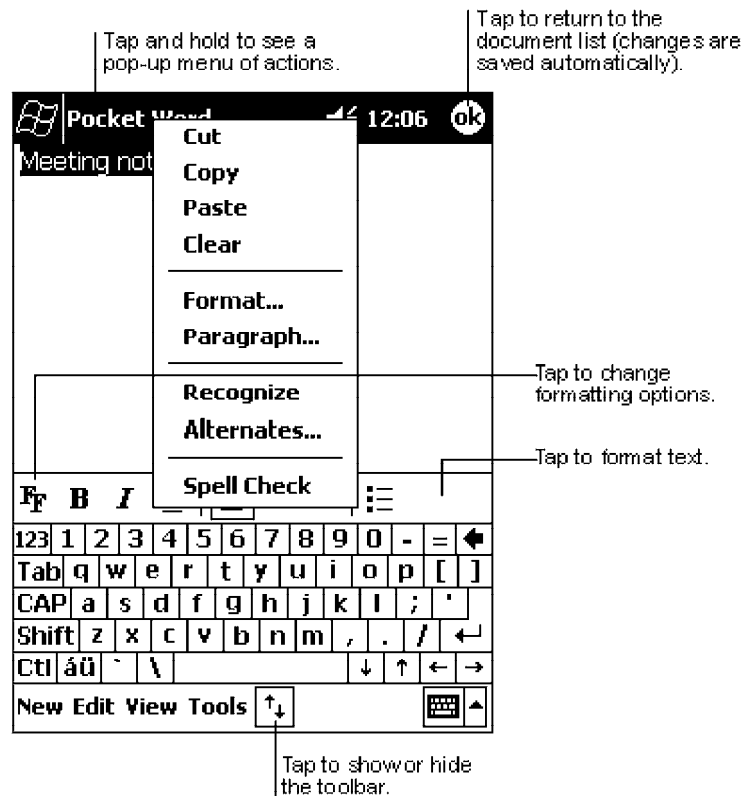 Tap to return to the
document list (changes are
saved automatically).
Tap and hold to see a
pop-up menu of actions.
Pocket Word 12:06 ok
Meeting not
Cut
Copy
Paste
Clear
Format...
Paragraph...
Recognize
Alternates...
Spell Check
Tap to change
formatting options.
Tap to format text.
FF B I
123 1 2 3 4 5 6 7 8 9 0 - = 
Tab q w e r t y u i o p [ ]
CAP a s d f g h j k l ; '
Shift z x c v b n m , . / ↵
Ctl áü ` \ ↓ ↑ ← →
New Edit View Tools
Tap to show or hide
the toolbar.